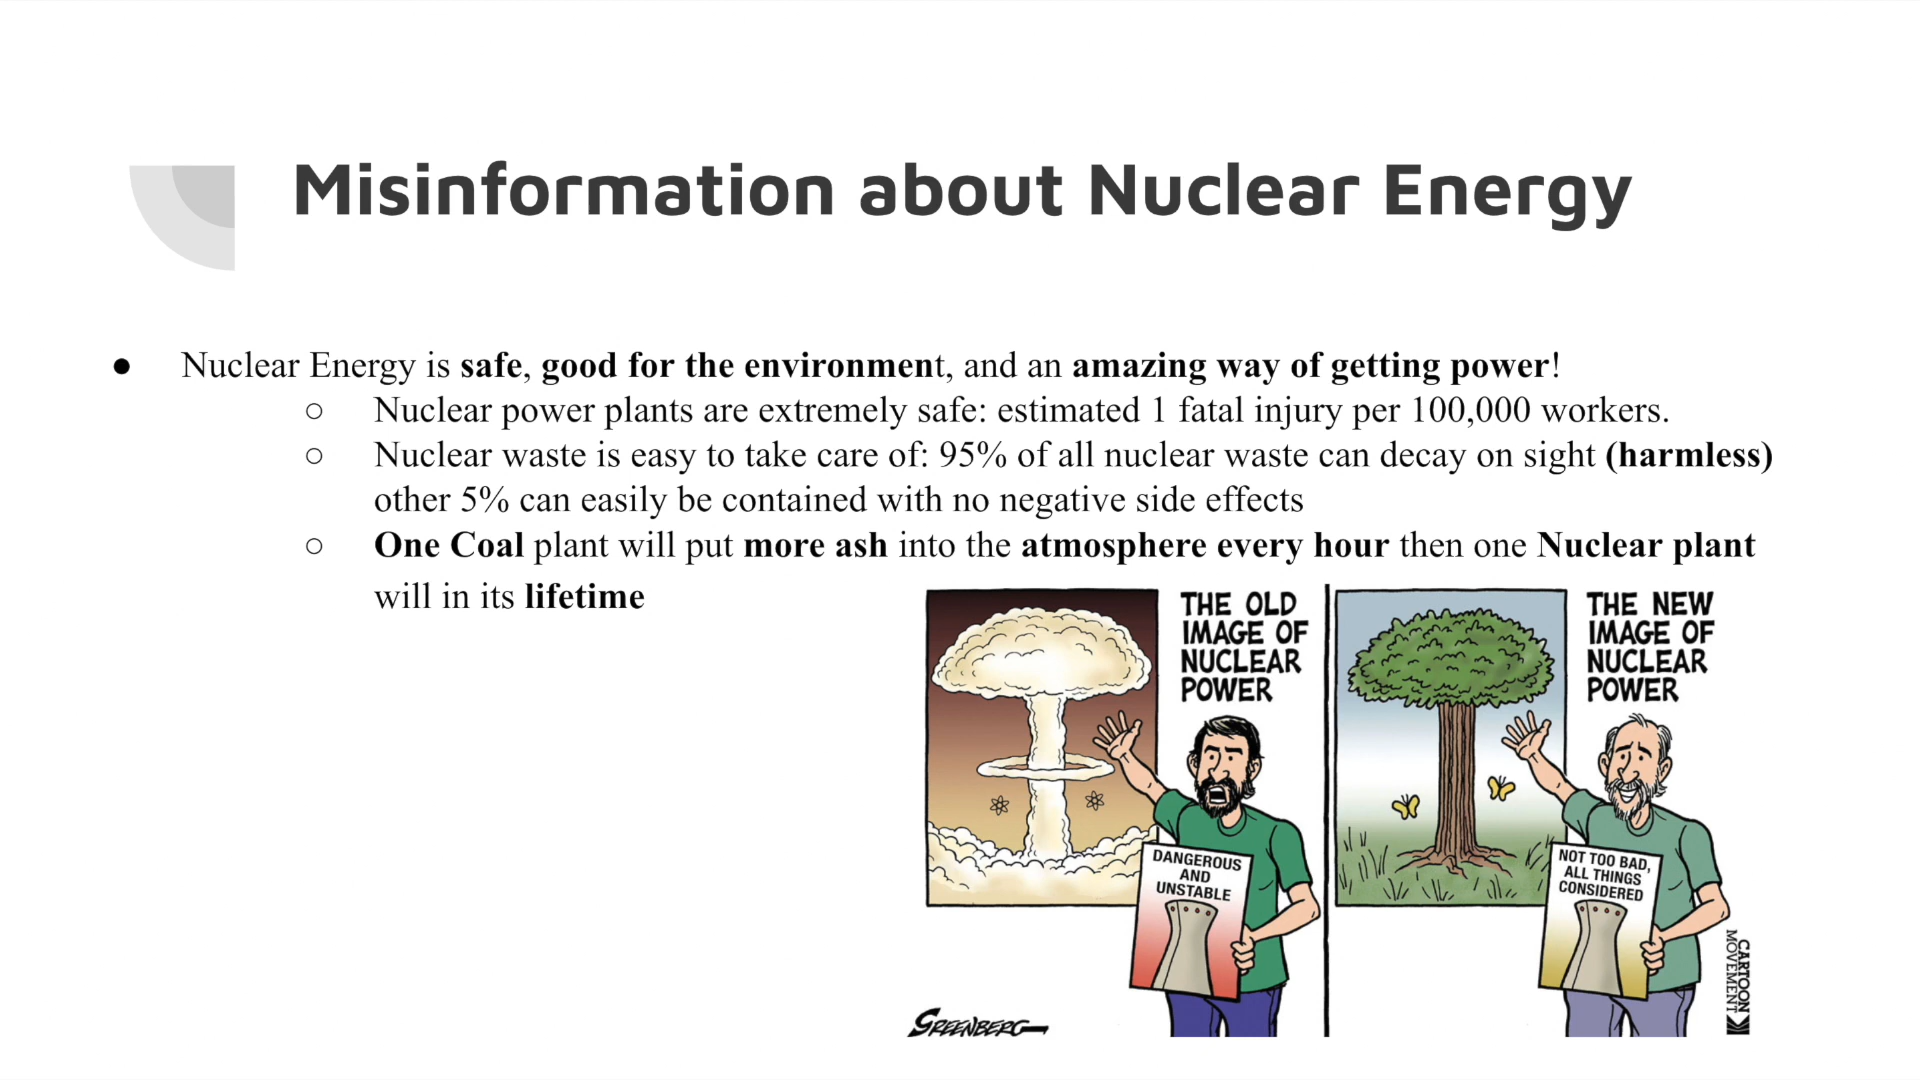 Misinformation about Nuclear Energy
● Nuclear Energy is safe, good for the environment, and an amazing way of getting power!
○ Nuclear power plants are extremely safe: estimated 1 fatal injury per 100,000 workers.
○ Nuclear waste is easy to take care of: 95% of all nuclear waste can decay on sight (harmless)
other 5% can easily be contained with no negative side effects
○ One Coal plant will put more ash into the atmosphere every hour then one Nuclear plant
will in its lifetime
THE OLD
IMAGE OF
NUCLEAR
POWER
DANGEROUS
AND
UNSTABLE
GREENBERG
THE NEW
IMAGE OF
NUCLEAR
POWER
NOT TOO BAD,
ALL THINGS
CONSIDERED
CARTOON
MOVEMENT